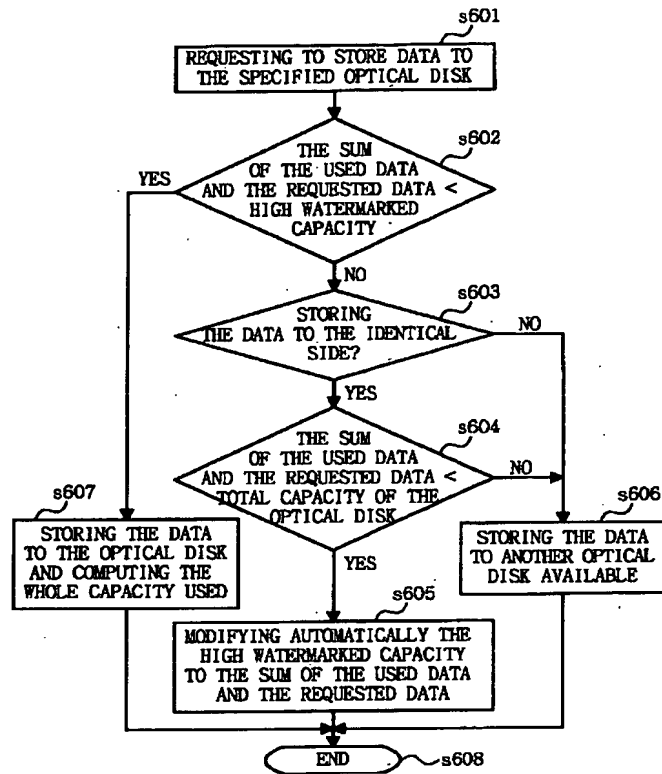 s601
REQUESTING TO STORE DATA TO
THE SPECIFIED OPTICAL DISK
s602
THE SUM
OF THE USED DATA
AND THE REQUESTED DATA <
HIGH WATERMARKED
CAPACITY
YES
NO
s603
STORING
THE DATA TO THE IDENTICAL
SIDE?
NO
YES
s604
THE SUM
OF THE USED DATA
AND THE REQUESTED DATA <
TOTAL CAPACITY OF THE
OPTICAL DISK
NO
YES
s607
STORING THE DATA
TO THE OPTICAL DISK
AND COMPUTING THE
WHOLE CAPACITY USED
s606
STORING THE DATA
TO ANOTHER OPTICAL
DISK AVAILABLE
s605
MODIFYING AUTOMATICALLY THE
HIGH WATERMARKED CAPACITY
TO THE SUM OF THE USED DATA
AND THE REQUESTED DATA
END
s608